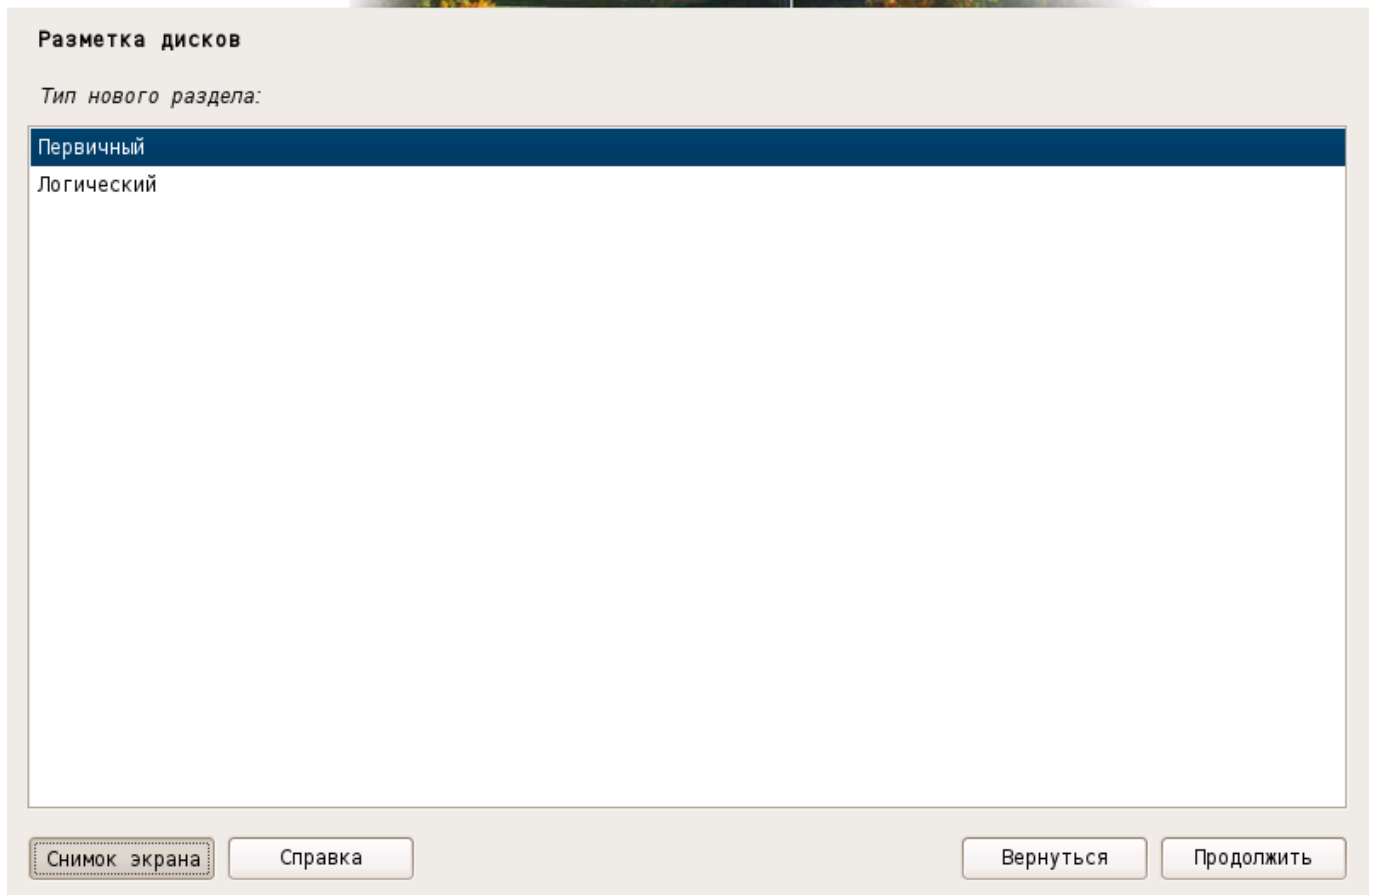 Разметка дисков
Тип нового раздела:
Первичный
Логический
Снимок экрана Справка Вернуться Продолжить